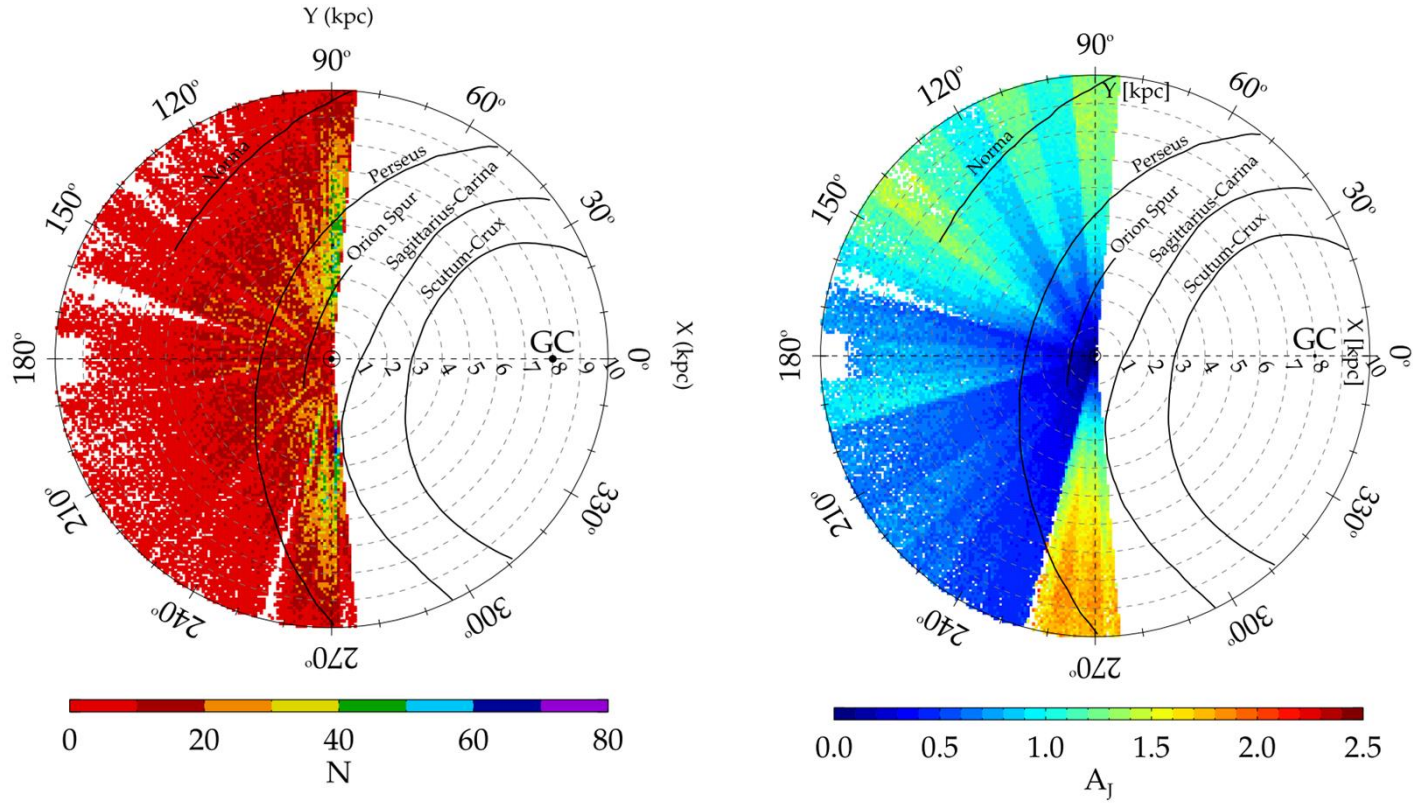 Y (kpc)
90°
120°
60°
150°
30°
180°
0°
210°
330°
240°
300°
270°
Norma
Perseus
Orion Spur
Sagittarius-Carina
Scutum-Crux
GC
1 2 3 4 5 6 7 8 9 10
X (kpc)
0 20 40 60 80
N
90°
Y [kpc]
120°
60°
150°
30°
180°
0°
210°
330°
240°
300°
270°
Norma
Perseus
Orion Spur
Sagittarius-Carina
Scutum-Crux
GC
1 2 3 4 5 6 7 8 9 10
X [kpc]
0.0 0.5 1.0 1.5 2.0 2.5
AJ